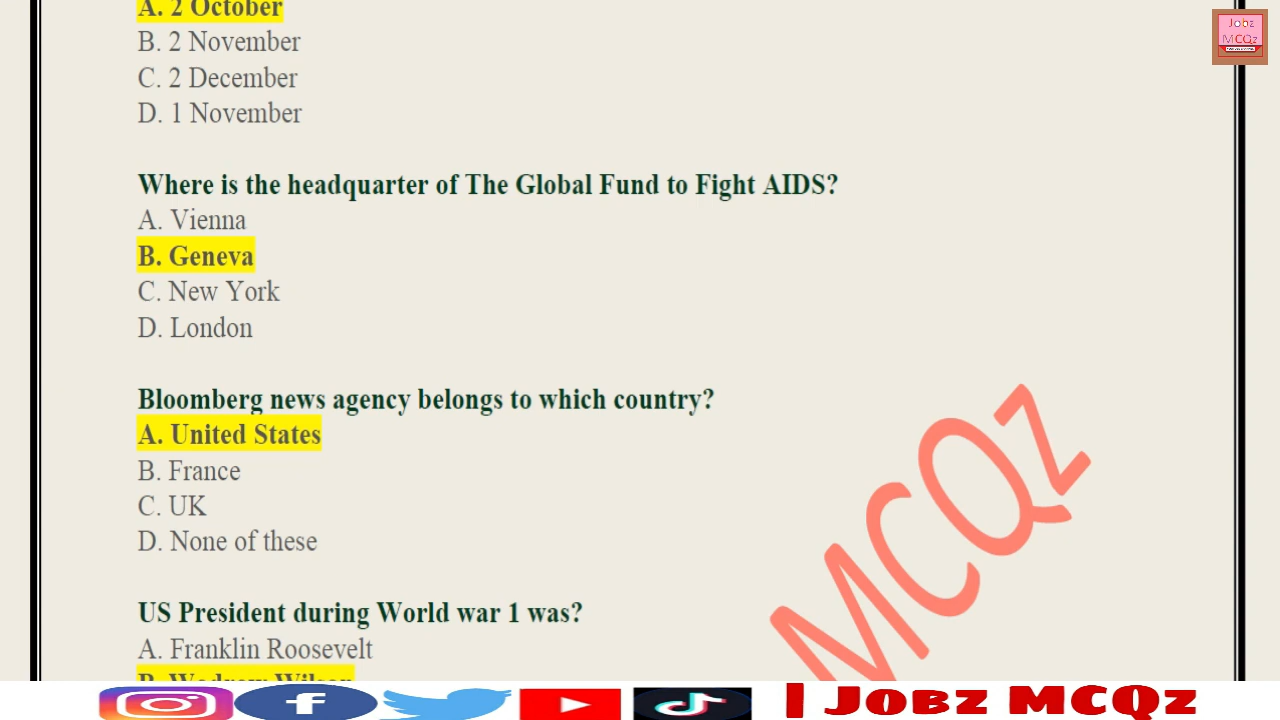 A. 2 October
Jobz
MCQz
B. 2 November
C. 2 December
D. 1 November
Where is the headquarter of The Global Fund to Fight AIDS?
A. Vienna
B. Geneva
C. New York
D. London
Bloomberg news agency belongs to which country?
A. United States
B. France
C. UK
D. None of these
MCQz
US President during World war 1 was?
A. Franklin Roosevelt
B. Wodrow Wilson
| Jobz MCQz